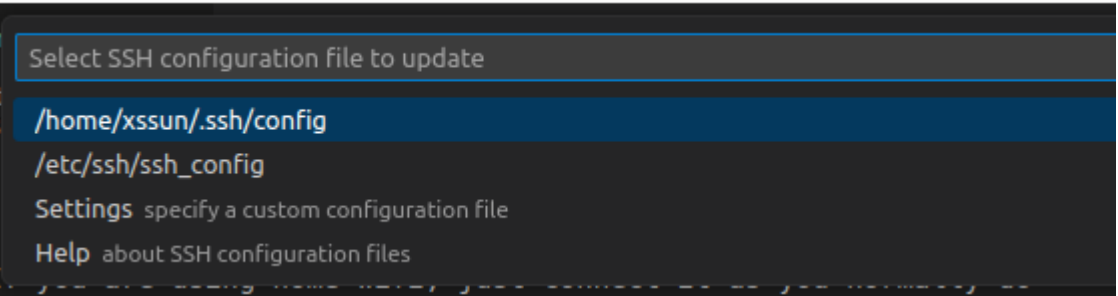 Select SSH configuration file to update
/home/xssun/.ssh/config
/etc/ssh/ssh_config
Settings specify a custom configuration file
Help about SSH configuration files